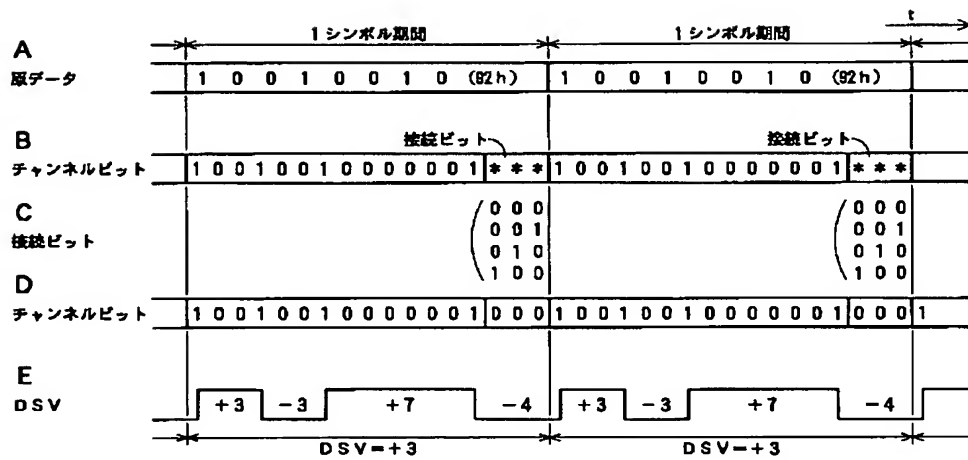 t
1シンボル期間 1シンボル期間
A
原データ 1 0 0 1 0 0 1 0 (92h) 1 0 0 1 0 0 1 0 (92h)
B 接続ビット 接続ビット
チャンネルビット 1 0 0 1 0 0 1 0 0 0 0 0 0 1 * * * 1 0 0 1 0 0 1 0 0 0 0 0 0 1 * * *
C 0 0 0 0 0 0
接続ビット 0 0 1 0 0 1
0 1 0 0 1 0
1 0 0 1 0 0
D
チャンネルビット 1 0 0 1 0 0 1 0 0 0 0 0 0 1 0 0 0 1 0 0 1 0 0 1 0 0 0 0 0 0 1 0 0 0 1
E
DSV +3 -3 +7 -4 +3 -3 +7 -4
DSV=+3 DSV=+3